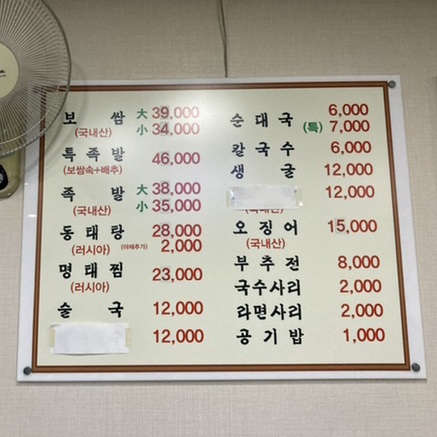 보 쌈 大 39,000
(국내산) 小 34,000
특족발 46,000
(보쌈속+배추)
족 발 大 38,000
(국내산) 小 35,000
동태탕 28,000
(러시아) (야채추가) 2,000
명태찜 23,000
(러시아)
술 국 12,000
12,000
순대국 6,000
(특) 7,000
칼국수 6,000
생 굴 12,000
12,000
오징어 15,000
(국내산)
부추전 8,000
국수사리 2,000
라면사리 2,000
공기밥 1,000